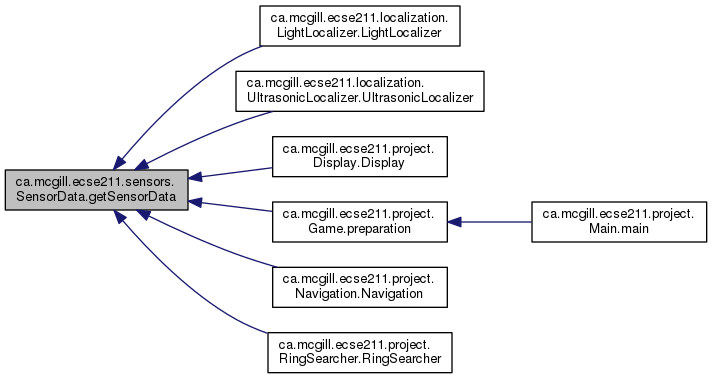 ca.mcgill.ecse211.localization.
LightLocalizer.LightLocalizer
ca.mcgill.ecse211.localization.
UltrasonicLocalizer.UltrasonicLocalizer
ca.mcgill.ecse211.project.
Display.Display
ca.mcgill.ecse211.sensors.
SensorData.getSensorData
ca.mcgill.ecse211.project.
Game.preparation
ca.mcgill.ecse211.project.
Main.main
ca.mcgill.ecse211.project.
Navigation.Navigation
ca.mcgill.ecse211.project.
RingSearcher.RingSearcher